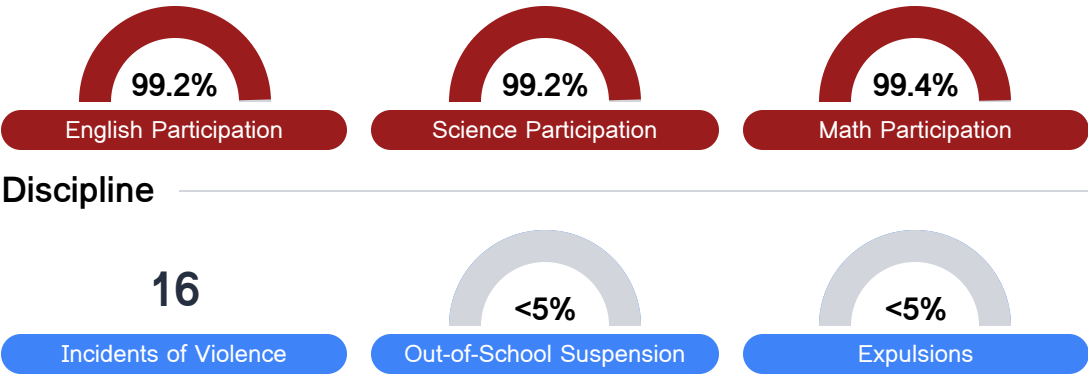 99.2% 99.2% 99.4%
English Participation Science Participation Math Participation
Discipline
16 <5% <5%
Incidents of Violence Out-of-School Suspension Expulsions